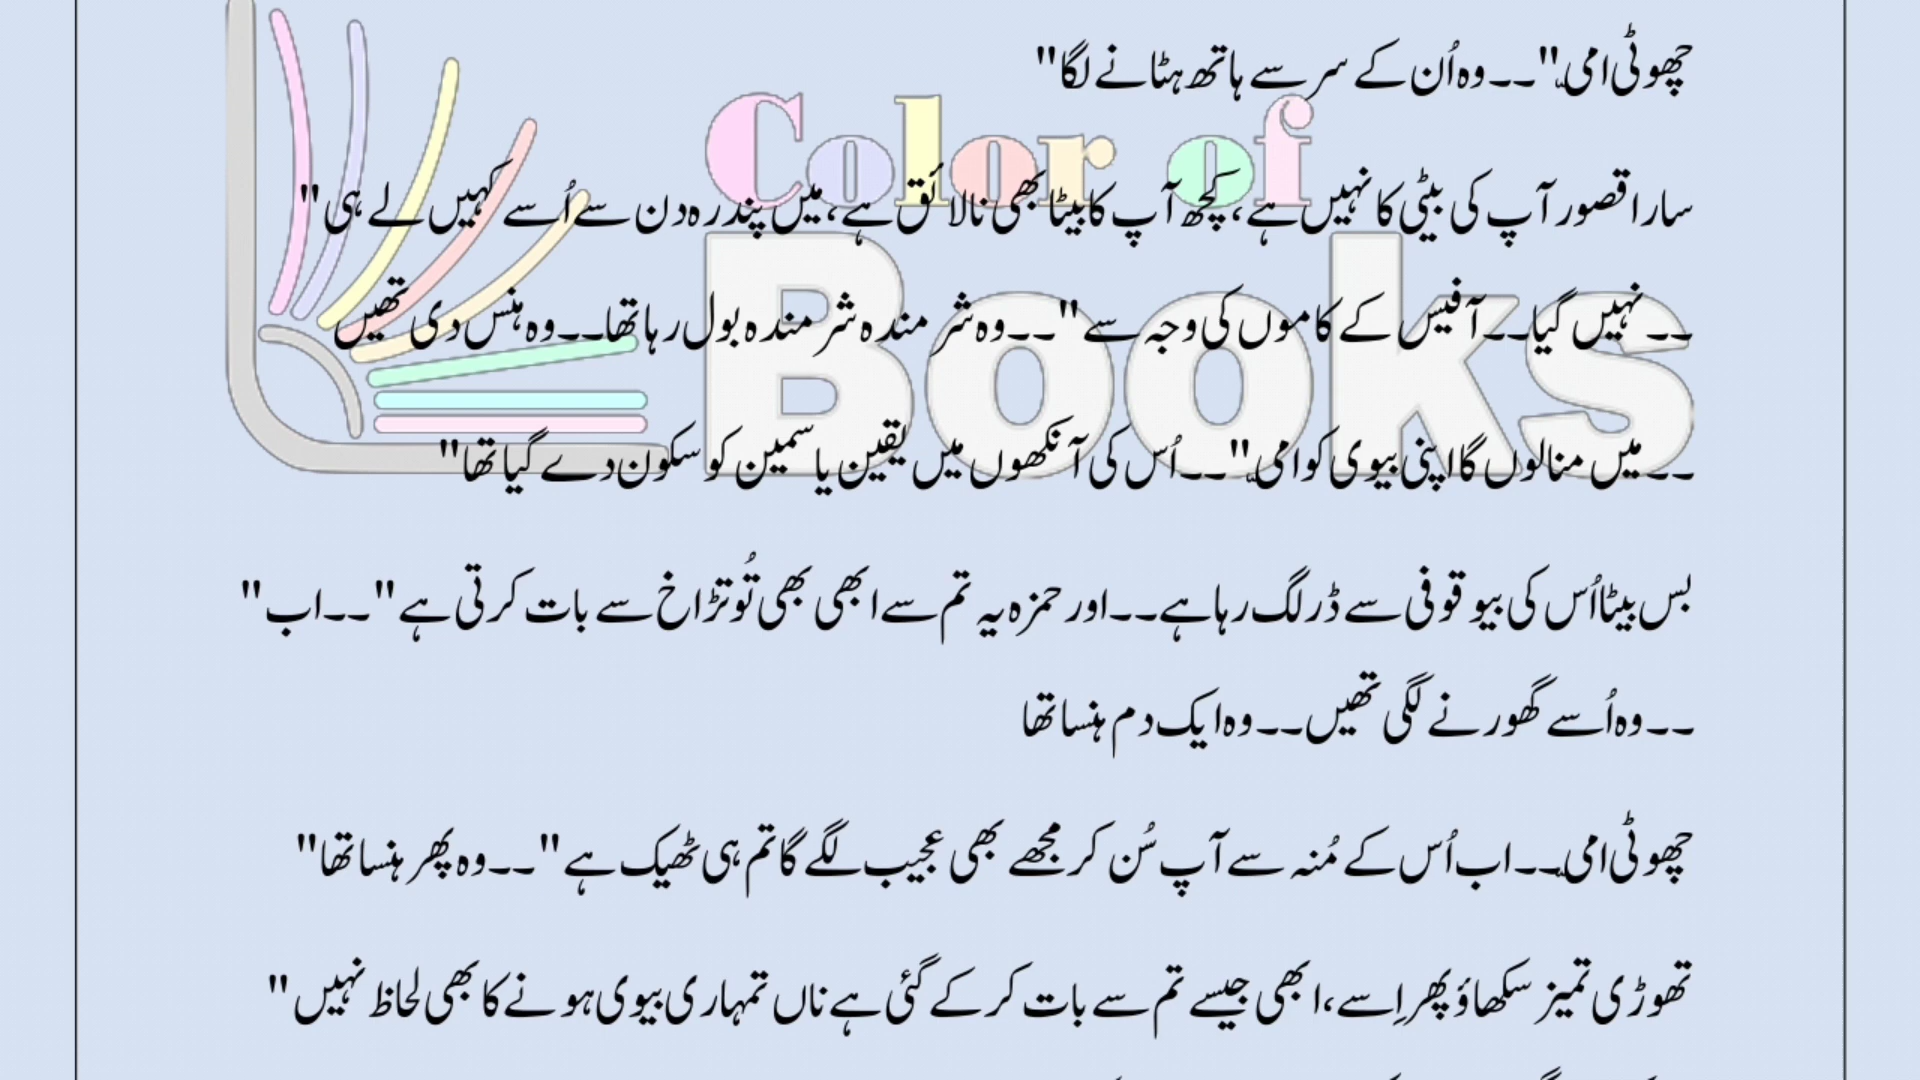 چھوٹی امی"۔۔ وہ اُن کے سر سے ہاتھ ہٹانے لگا"
Color of
سارا قصور آپ کی بیٹی کا نہیں ہے، کچھ آپ کا بیٹا بھی نالائق ہے، میں پندرہ دن سے اُسے کہیں لے ہی"
Books
۔۔ نہیں گیا۔۔ آفیس کے کاموں کی وجہ سے"۔۔ وہ شرمندہ شرمندہ بول رہا تھا۔۔ وہ ہنس دی تھیں
۔۔ میں منا لوں گا اپنی بیوی کو امی"۔۔ اُس کی آنکھوں میں یقین یاسمین کو سکون دے گیا تھا"
بس بیٹا اُس کی بیوقوفی سے ڈر لگ رہا ہے۔۔ اور حمزہ یہ تم سے ابھی بھی تُو تڑاخ سے بات کرتی ہے"۔۔ اب"
۔۔ وہ اُسے گھورنے لگی تھیں۔۔ وہ ایک دم ہنسا تھا
چھوٹی امی۔۔ اب اُس کے مُنہ سے آپ سُن کر مجھے بھی عجیب لگے گا تم ہی ٹھیک ہے"۔۔ وہ پھر ہنسا تھا"
تھوڑی تمیز سکھاؤ پھر اِسے، ابھی جیسے تم سے بات کر کے گئی ہے ناں تمہاری بیوی ہونے کا بھی لحاظ نہیں"